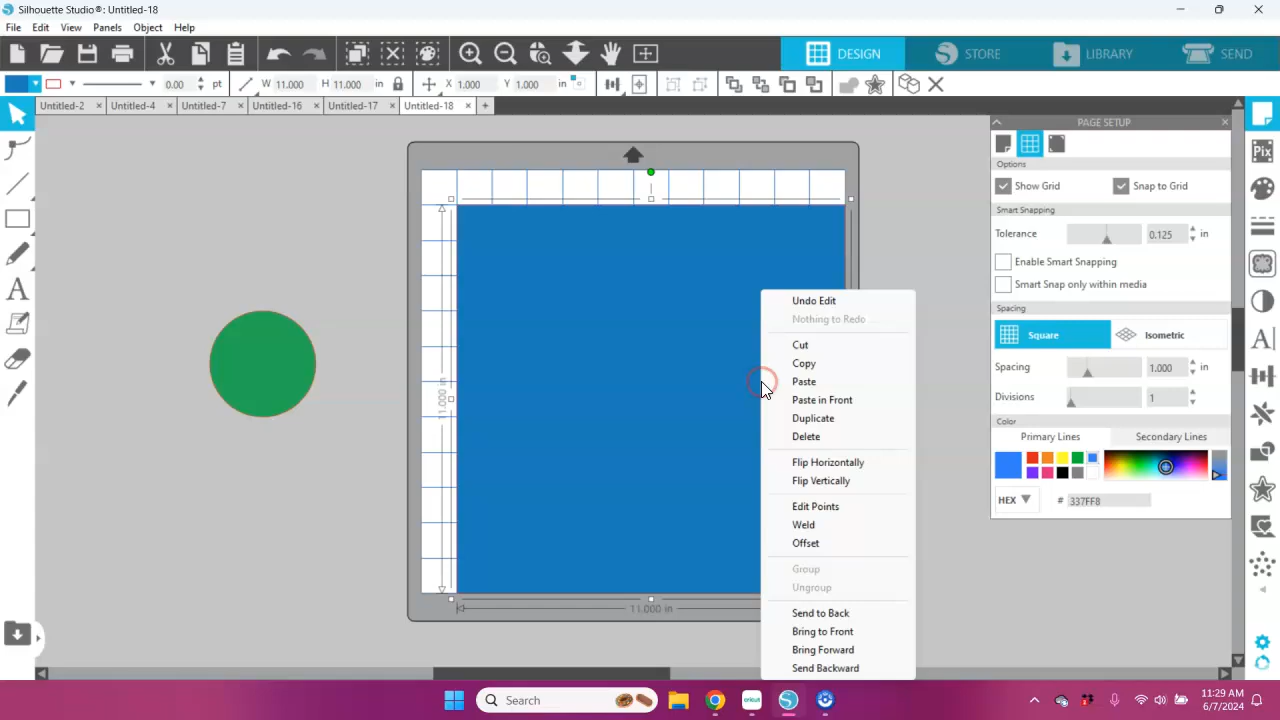 Silhouette Studio®: Untitled-18
File Edit View Panels Object Help
DESIGN STORE LIBRARY SEND
0.00 pt W 11.000 H 11.000 in X 1.000 Y 1.000 in
Untitled-2 Untitled-4 Untitled-7 Untitled-16 Untitled-17 Untitled-18
PAGE SETUP
Options
Show Grid Snap to Grid
Smart Snapping
Tolerance 0.125 in
Enable Smart Snapping
Smart Snap only within media
Spacing
Square Isometric
Spacing 1.000 in
Divisions 1
Color
Primary Lines Secondary Lines
HEX # 337FF8
Pix
A
A
11.000 in
11.000 in
Undo Edit
Nothing to Redo
Cut
Copy
Paste
Paste in Front
Duplicate
Delete
Flip Horizontally
Flip Vertically
Edit Points
Weld
Offset
Group
Ungroup
Send to Back
Bring to Front
Bring Forward
Send Backward
Search
cricut
11:29 AM
6/7/2024